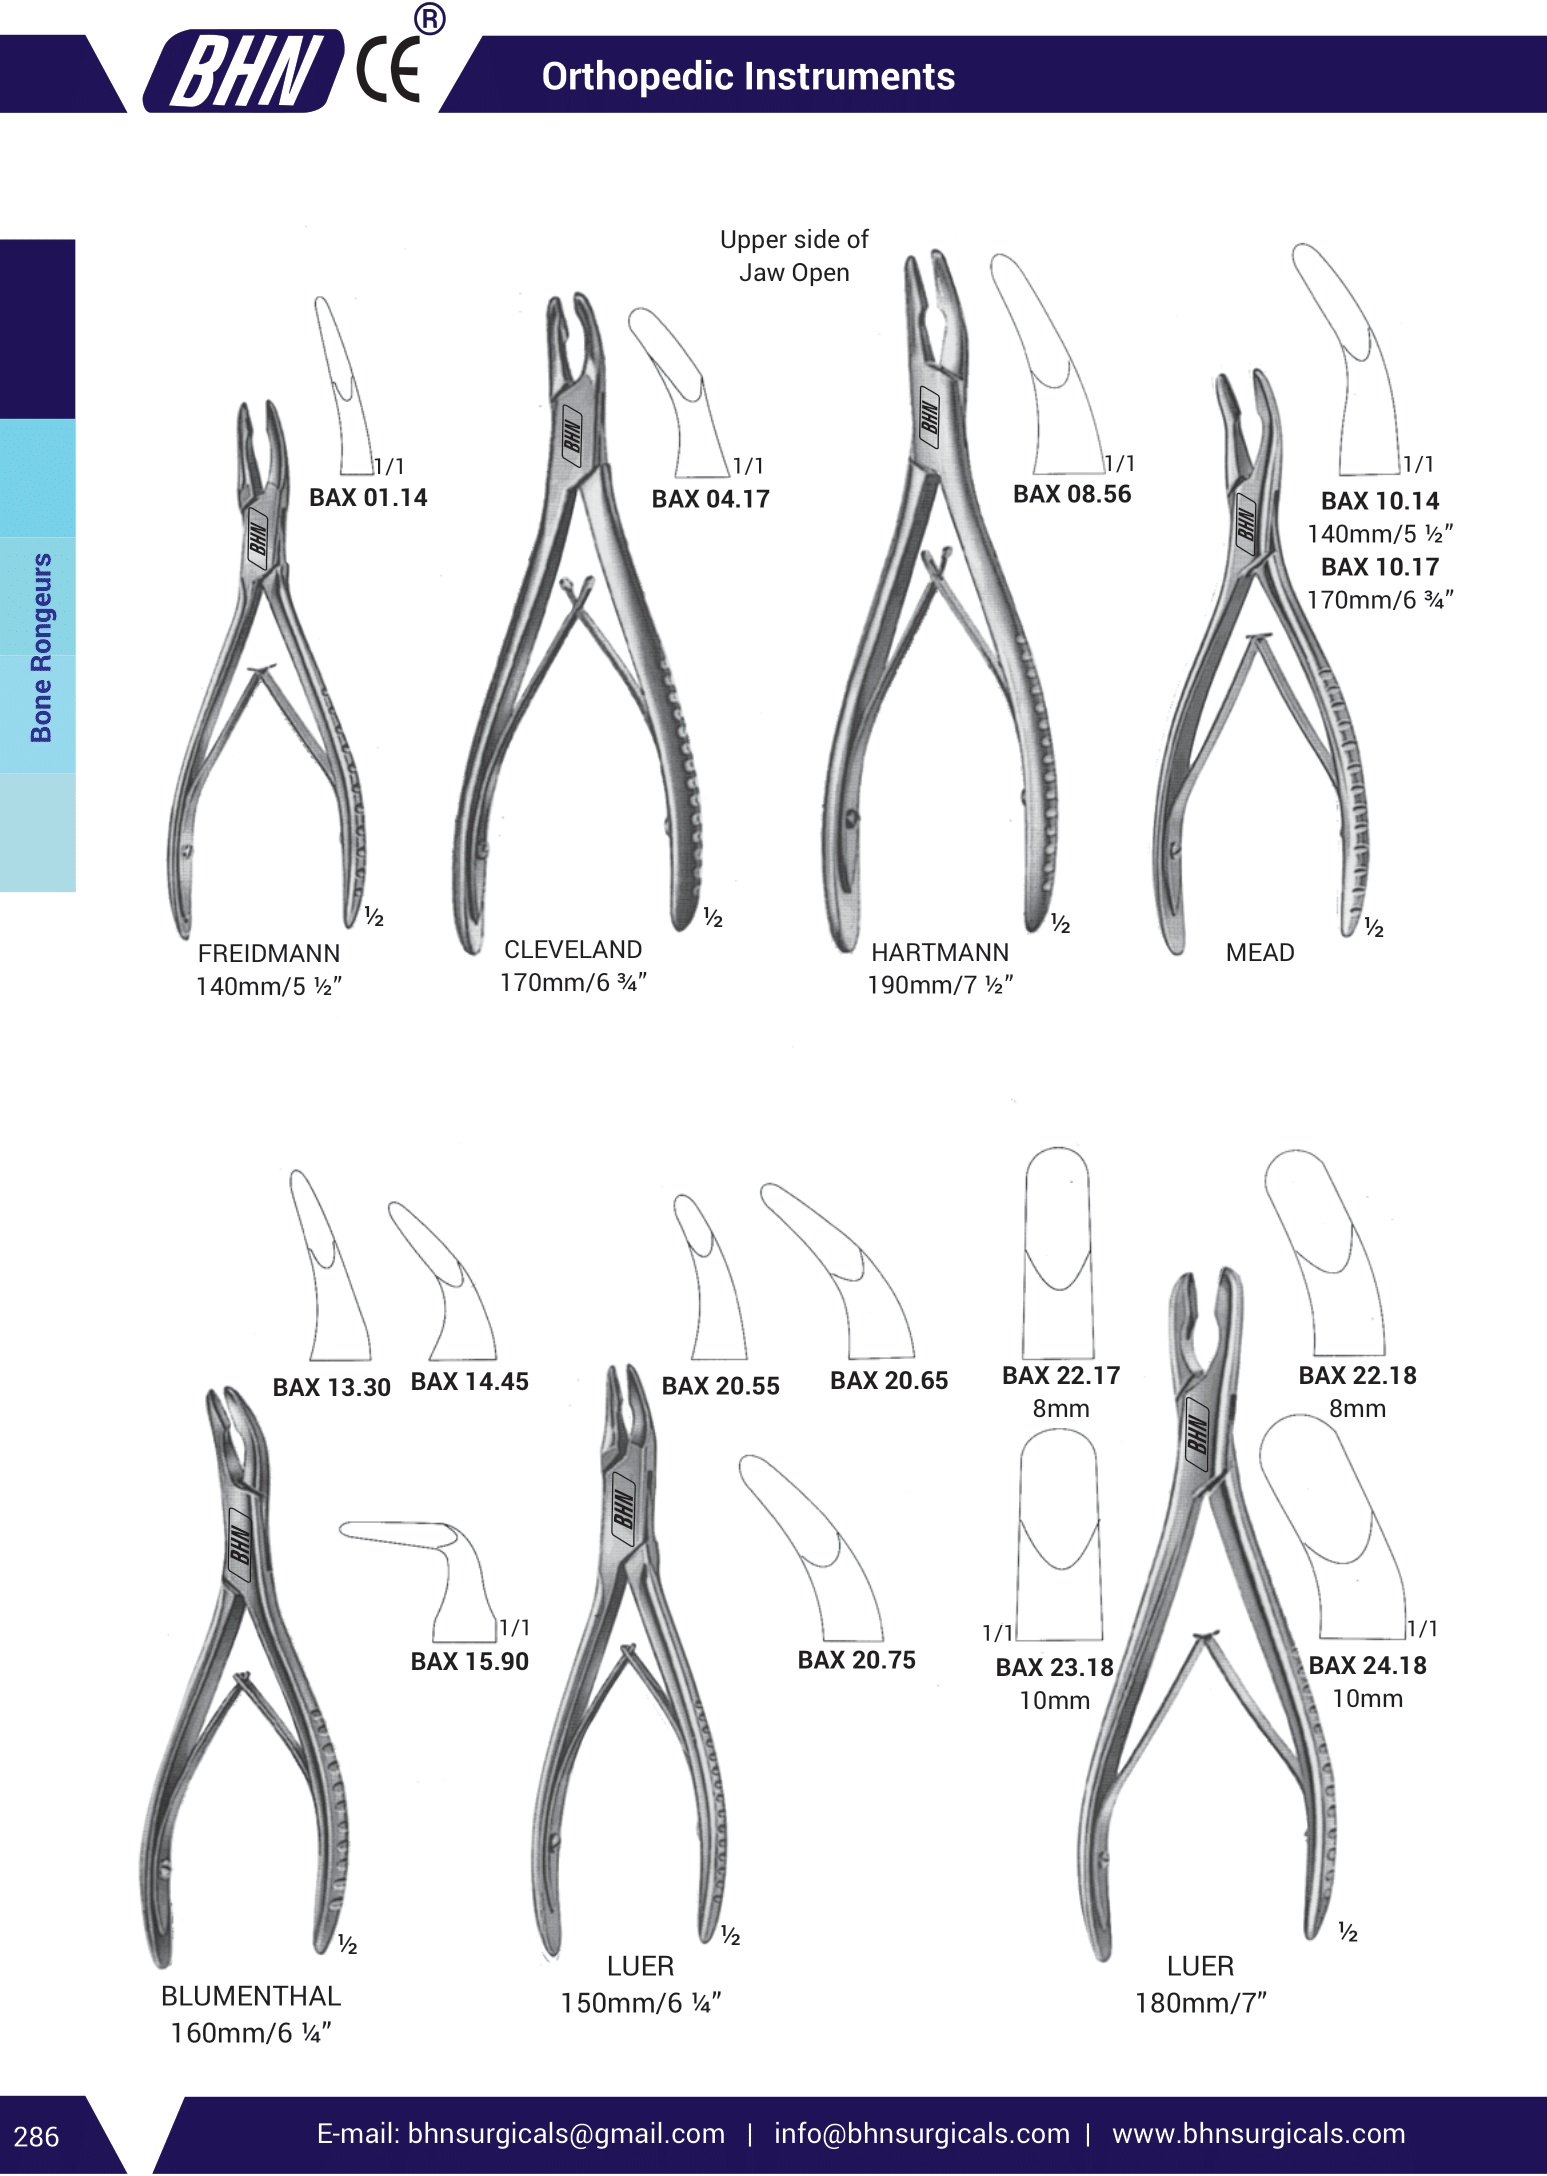 BHN CE ®
Orthopedic Instruments
Bone Rongeurs
Upper side of
Jaw Open
1/1
BAX 01.14
BHN
½
FREIDMANN
140mm/5 ½”
1/1
BAX 04.17
BHN
½
CLEVELAND
170mm/6 ¾”
1/1
BAX 08.56
BHN
½
HARTMANN
190mm/7 ½”
1/1
BAX 10.14
140mm/5 ½”
BAX 10.17
170mm/6 ¾”
BHN
½
MEAD
BAX 13.30
BAX 14.45
BHN
1/1
BAX 15.90
½
BLUMENTHAL
160mm/6 ¼”
BAX 20.55
BAX 20.65
BHN
BAX 20.75
½
LUER
150mm/6 ¼”
BAX 22.17
8mm
BAX 22.18
8mm
BHN
1/1
BAX 23.18
10mm
1/1
BAX 24.18
10mm
½
LUER
180mm/7”
286
E-mail: bhnsurgicals@gmail.com | info@bhnsurgicals.com | www.bhnsurgicals.com